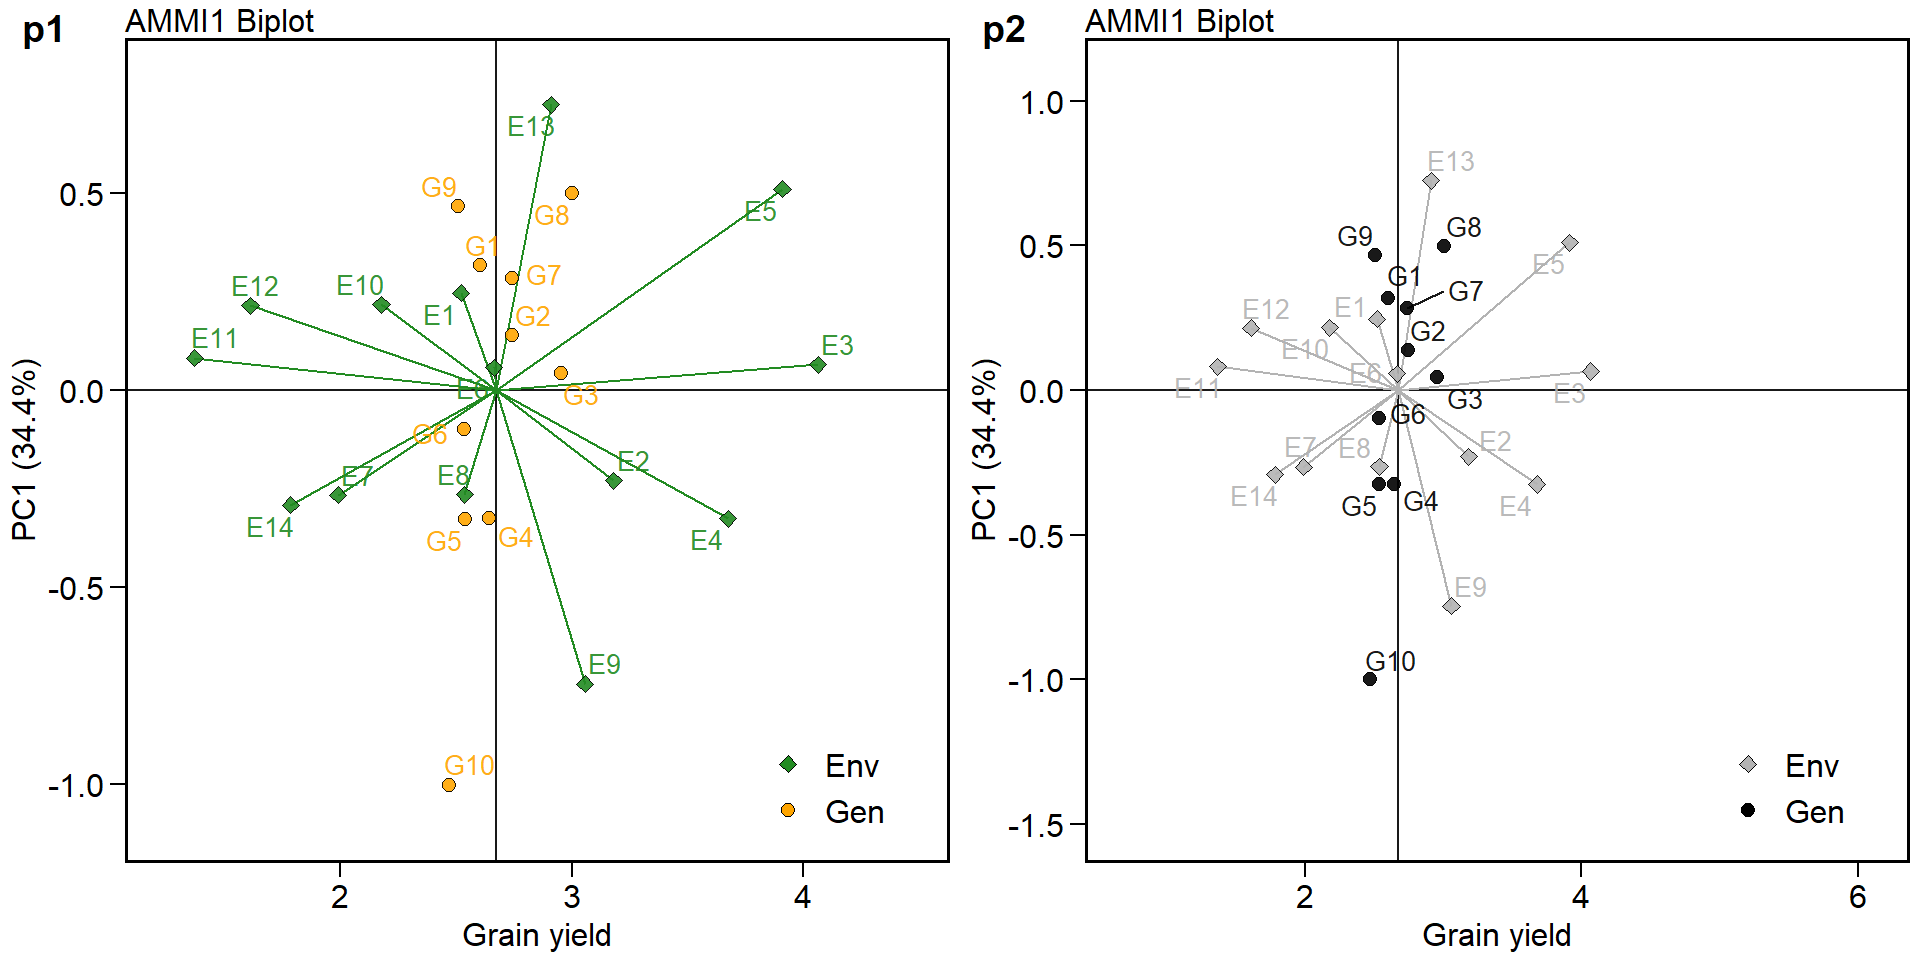 p1
AMMI1 Biplot
E13
G9
G8
E5
G1
G7
E12
E10
E1
G2
E11
E3
E6
G3
G6
E7
E8
E2
E14
G5
G4
E4
E9
G10
Env
Gen
0.5
0.0
-0.5
-1.0
PC1 (34.4%)
2
3
4
Grain yield
p2
AMMI1 Biplot
E13
G9
G8
E5
G1
G7
E12
E1
G2
E10
E6
E11
E3
G3
G6
E7
E8
E2
E14
G5
G4
E4
E9
G10
Env
Gen
1.0
0.5
0.0
-0.5
-1.0
-1.5
PC1 (34.4%)
2
4
6
Grain yield